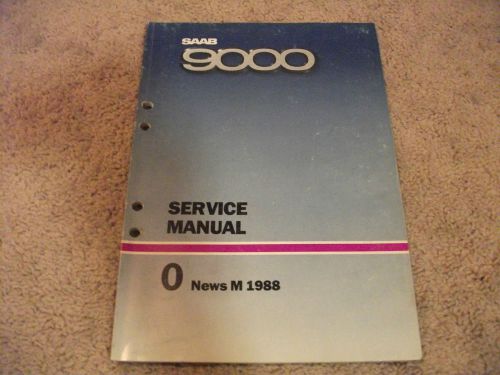 SAAB
9000
SERVICE
MANUAL
0 News M 1988